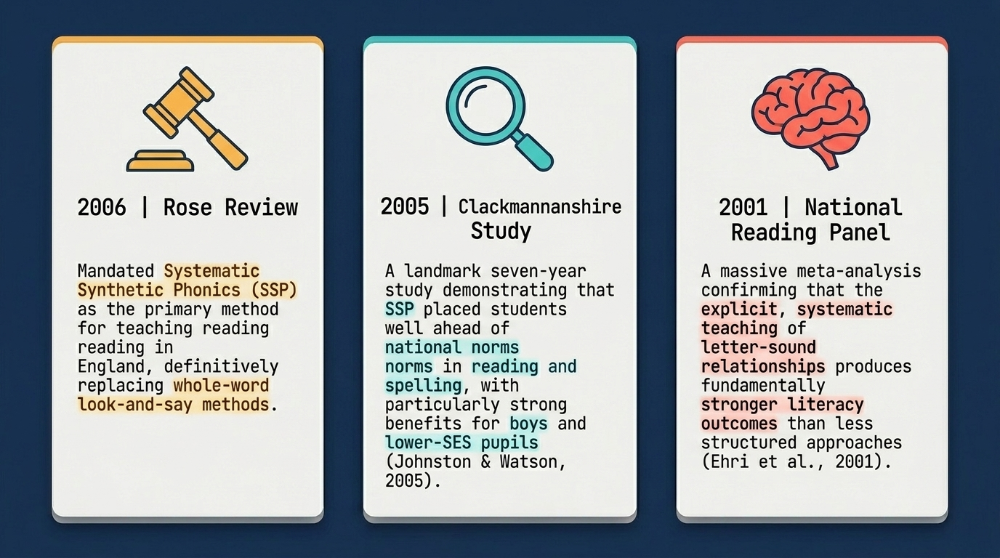 2006 | Rose Review
Mandated Systematic
Synthetic Phonics (SSP)
as the primary method
for teaching reading
reading in
England, definitively
replacing whole-word
look-and-say methods.
2005 | Clackmannanshire
Study
A landmark seven-year
study demonstrating that
SSP placed students
well ahead of
national norms
norms in reading and
spelling, with
particularly strong
benefits for boys and
lower-SES pupils
(Johnston & Watson,
2005).
2001 | National
Reading Panel
A massive meta-analysis
confirming that the
explicit, systematic
teaching of
letter-sound
relationships produces
fundamentally
stronger literacy
outcomes than less
structured approaches
(Ehri et al., 2001).